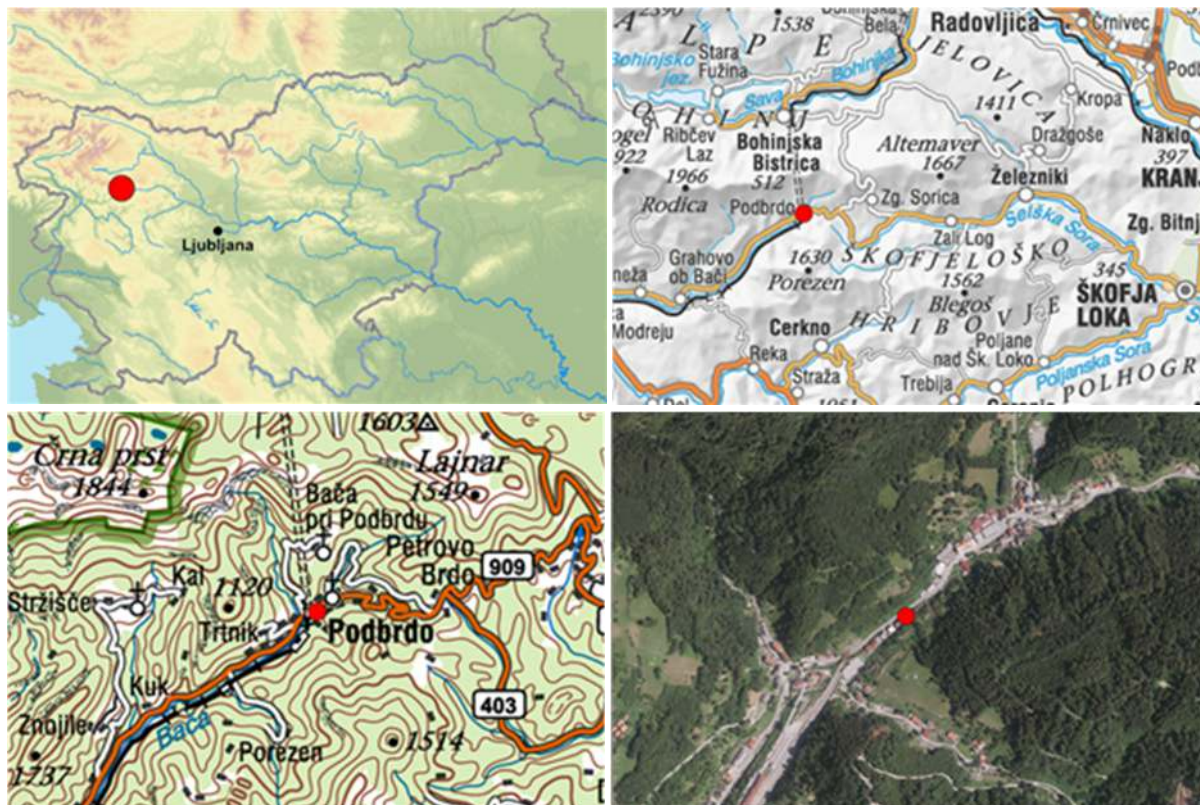 Ljubljana
2390
1538
Bohinjska
Bela
Radovljica
Črnivec
A L P E
Stara
Fužina
Bohinjsko
jez.
Bohinjka
Sava
JELOVICA
1411
Kropa
Ribčev
Laz
Bohinjska
Bistrica
512
Dražgoše
Naklo
397
922
1966
Rodica
Altemaver
1667
Železniki
Podbrdo
Zg. Sorica
Zg. Bitnj
Selška Sora
Zali Log
Grahovo
ob Bači
ŠKOFJELOŠKO
1630
Porezen
1562
Blegoš
345
ŠKOFJA
LOKA
Modreju
Cerkno
HRIBOVJE
Poljane
nad Šk. Loko
Reka
Straža
Trebija
Poljanska Sora
POLHOGR
1603
Črna prst
1844
Lajnar
1549
Bača
pri Podbrdu
Petrovo
Brdo
909
Kal
Stržišče
1120
Trtnik
Podbrdo
Kuk
403
Znojile
Bača
Porezen
1514
1737